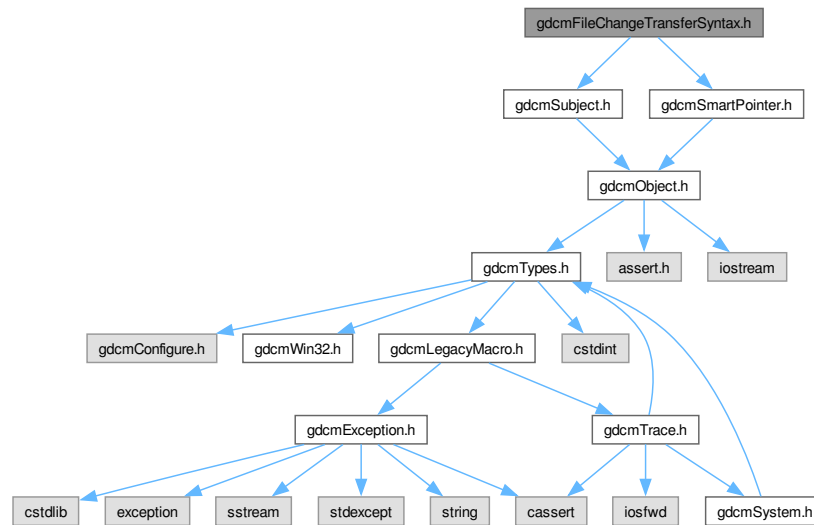 gdcmFileChangeTransferSyntax.h
gdcmSubject.h
gdcmSmartPointer.h
gdcmObject.h
gdcmTypes.h
assert.h
iostream
gdcmConfigure.h
gdcmWin32.h
gdcmLegacyMacro.h
cstdint
gdcmException.h
gdcmTrace.h
cstdlib
exception
sstream
stdexcept
string
cassert
iosfwd
gdcmSystem.h